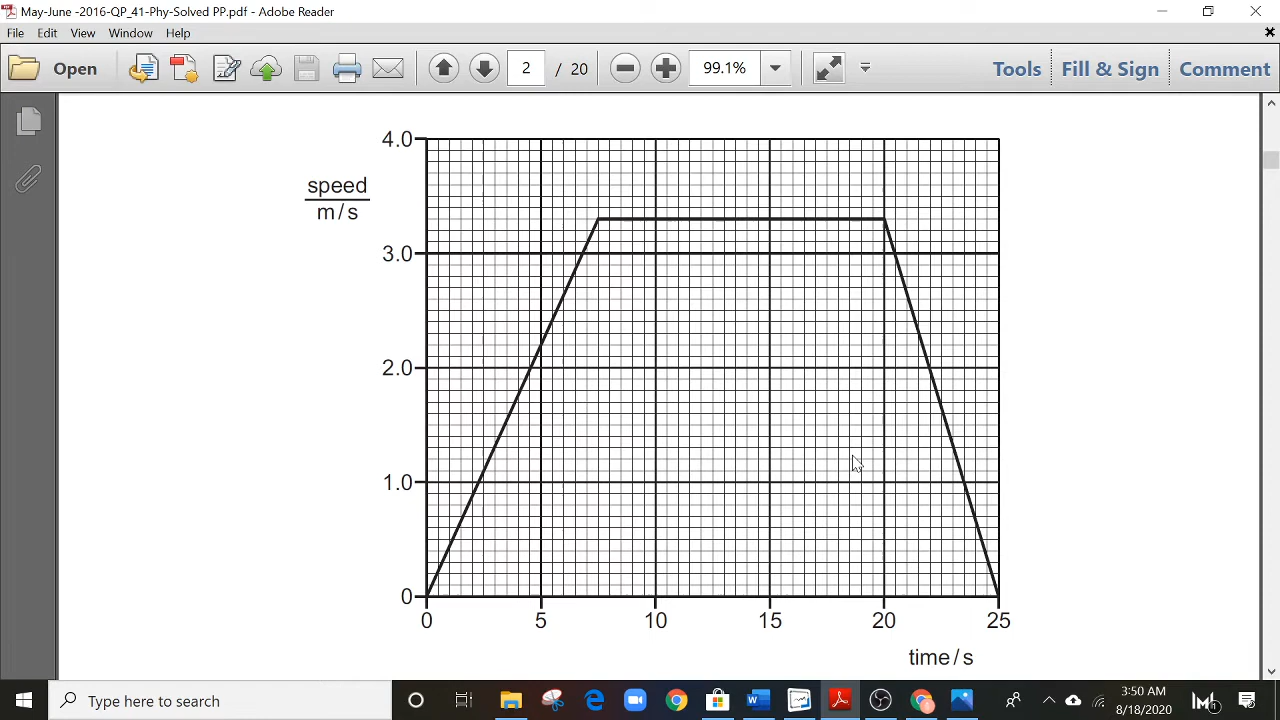 May-June -2016-QP_41-Phy-Solved PP.pdf - Adobe Reader
File Edit View Window Help
Open 2 / 20 99.1% Tools Fill & Sign Comment
4.0
speed
m / s
3.0
2.0
1.0
0
0 5 10 15 20 25
time / s
Type here to search
3:50 AM
8/18/2020